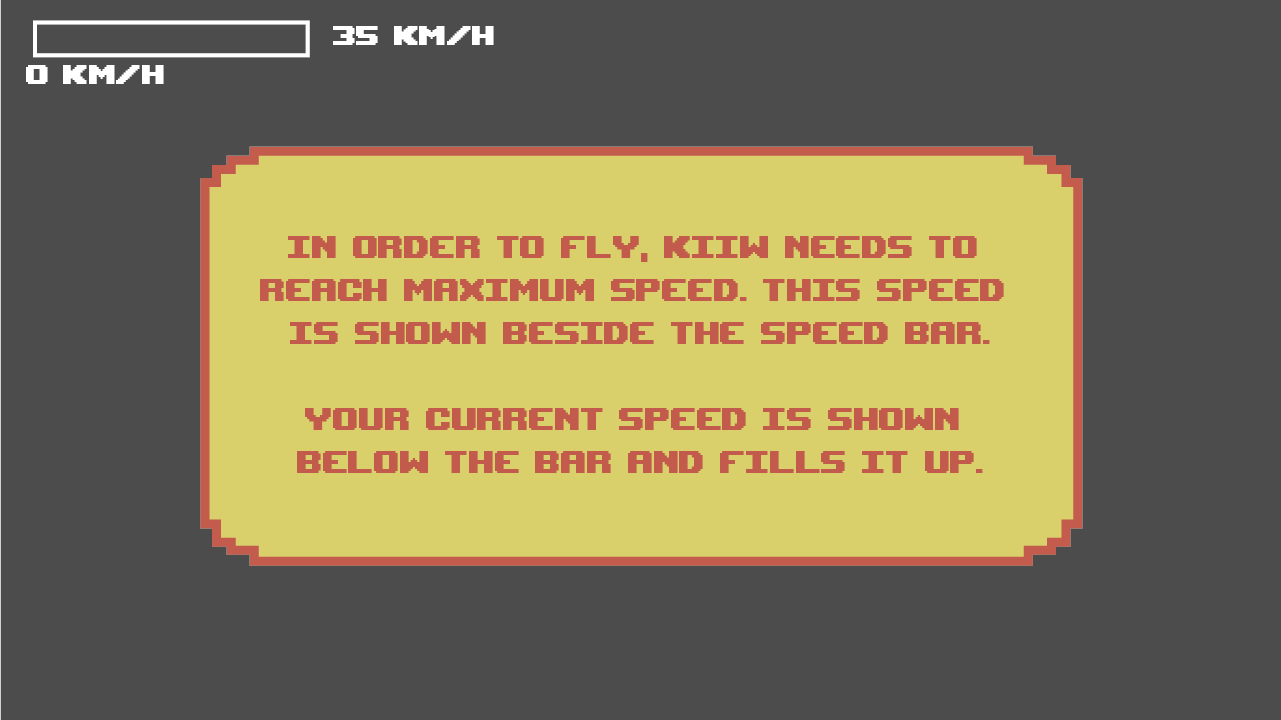 35 KM/H
0 KM/H
IN ORDER TO FLY, KIIW NEEDS TO
REACH MAXIMUM SPEED. THIS SPEED
IS SHOWN BESIDE THE SPEED BAR.
YOUR CURRENT SPEED IS SHOWN
BELOW THE BAR AND FILLS IT UP.